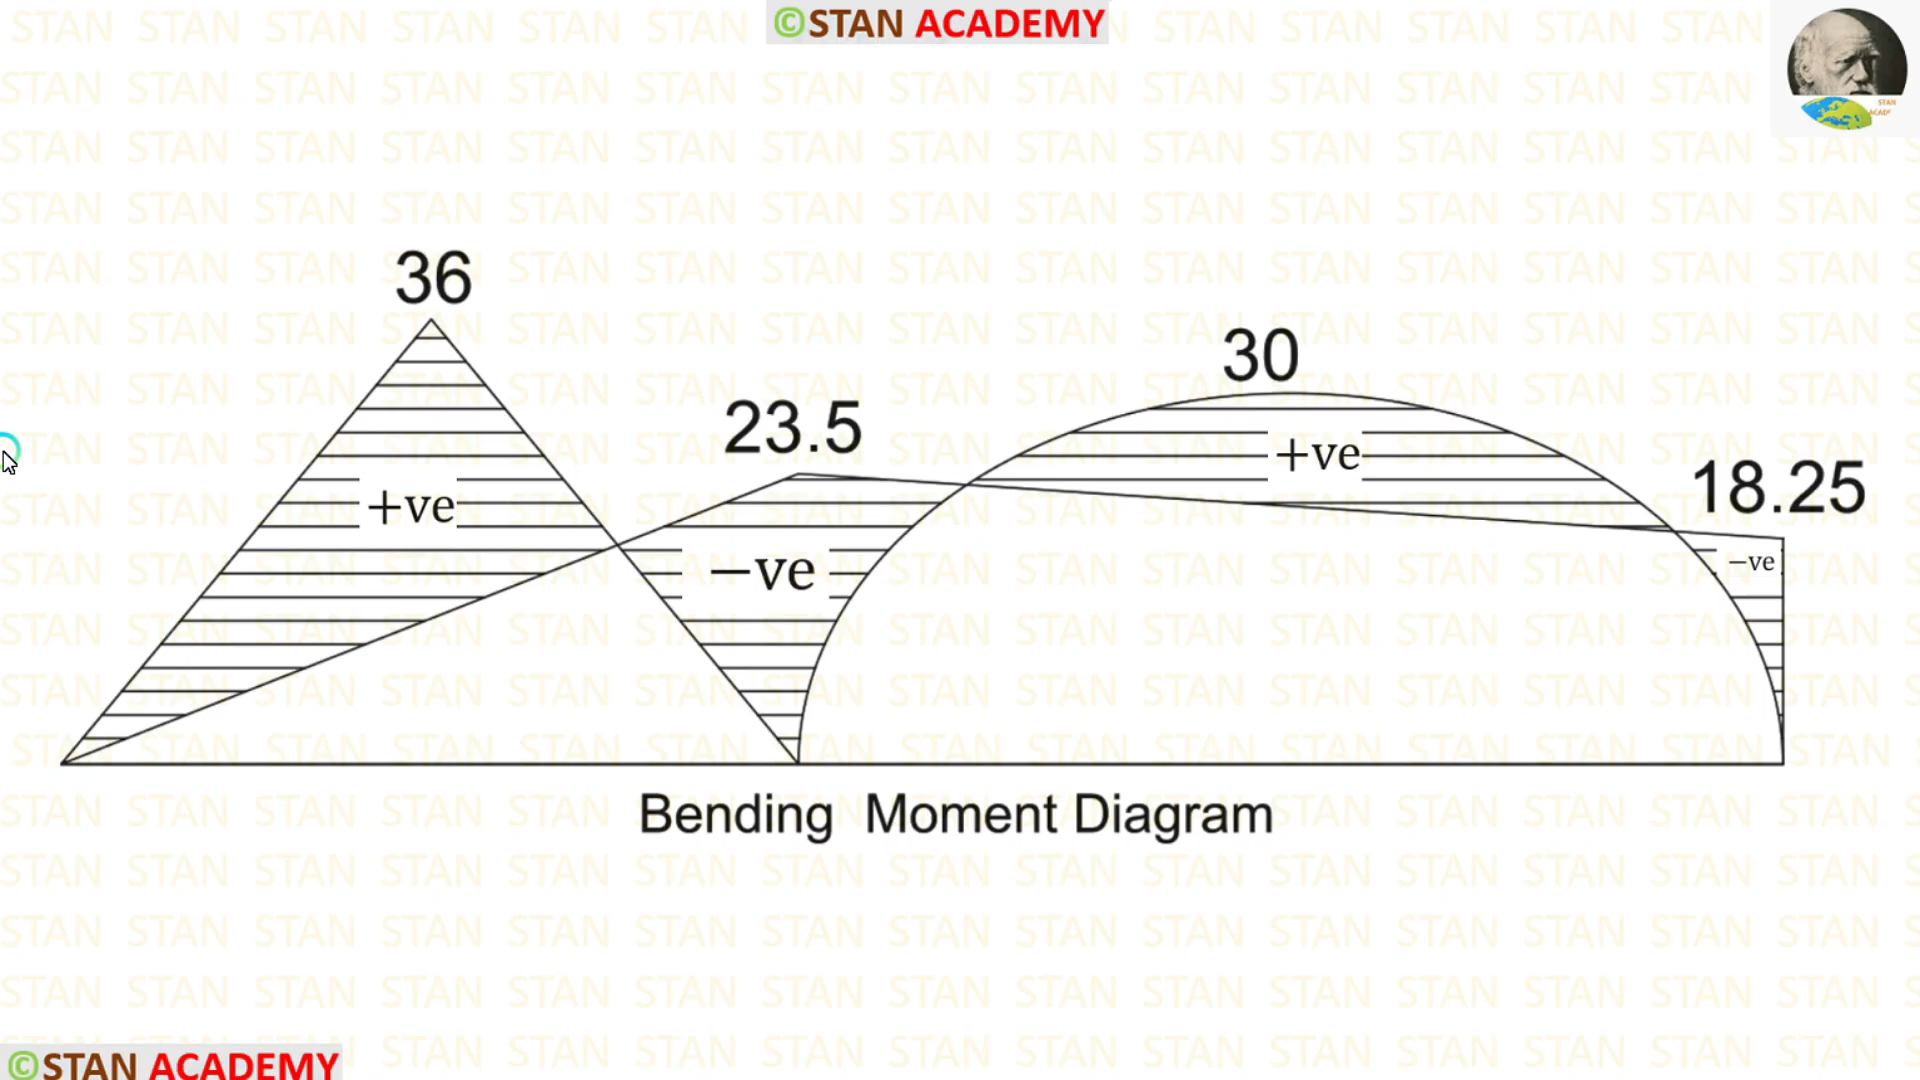 ©STAN ACADEMY
36
30
23.5
+ve
18.25
+ve
−ve
−ve
Bending Moment Diagram
©STAN ACADEMY